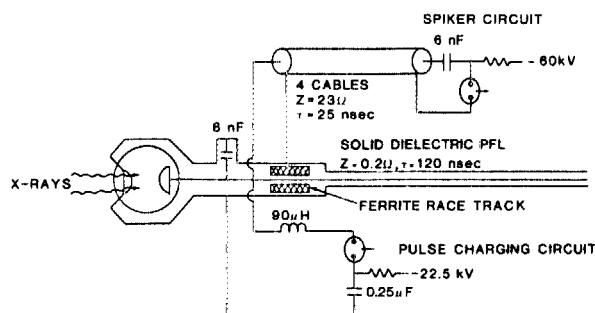 SPIKER CIRCUIT
6 nF
- 60kV
4 CABLES
Z = 23Ω
τ = 25 nsec
6 nF
SOLID DIELECTRIC PFL
Z = 0.2Ω, τ = 120 nsec
X-RAYS
FERRITE RACE TRACK
90μH
PULSE CHARGING CIRCUIT
-22.5 kV
0.25μF